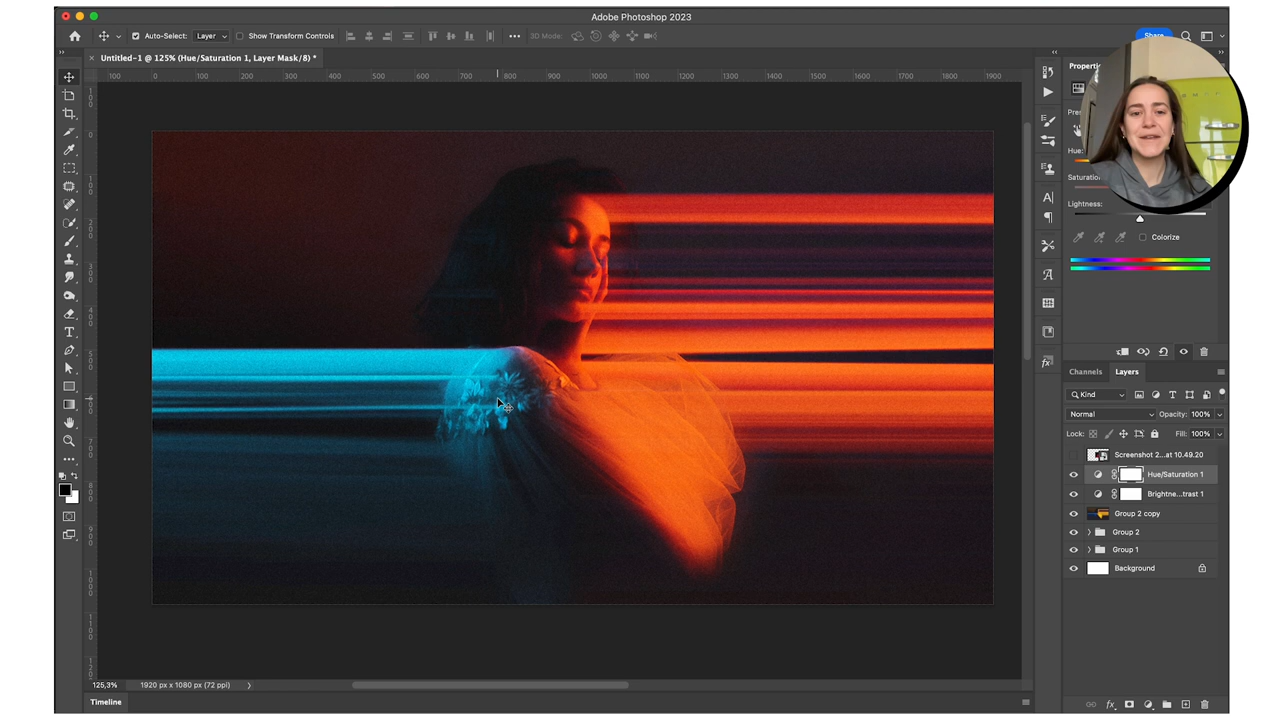 Adobe Photoshop 2023
Auto-Select: Layer Show Transform Controls 3D Mode: Share
Untitled-1 @ 125% (Hue/Saturation 1, Layer Mask/8) *
100 0 100 200 300 400 500 600 700 800 900 1000 1100 1200 1300 1400 1500 1600 1700 1800 1900
Properti
Pres
Hue:
Saturation
Lightness:
Colorize
Channels Layers
Kind
Normal Opacity: 100%
Lock: Fill: 100%
Screenshot 2...at 10.49.20
Hue/Saturation 1
Brightne...trast 1
Group 2 copy
Group 2
Group 1
Background
125,3% 1920 px x 1080 px (72 ppi)
Timeline